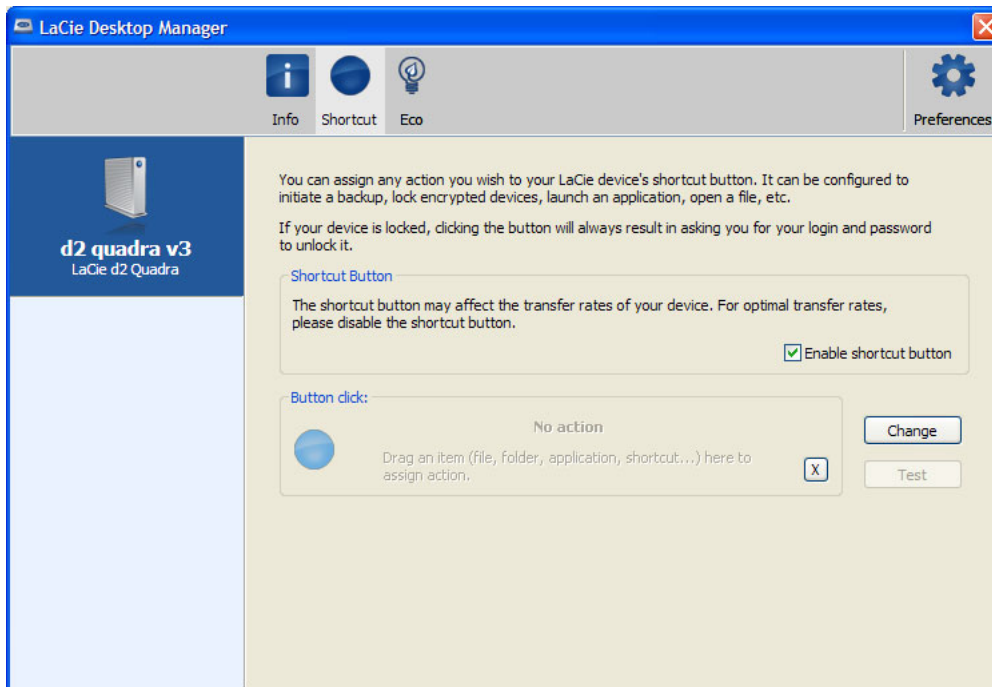 LaCie Desktop Manager
Info
Shortcut
Eco
Preferences
d2 quadra v3
LaCie d2 Quadra
You can assign any action you wish to your LaCie device's shortcut button. It can be configured to
initiate a backup, lock encrypted devices, launch an application, open a file, etc.
If your device is locked, clicking the button will always result in asking you for your login and password
to unlock it.
Shortcut Button
The shortcut button may affect the transfer rates of your device. For optimal transfer rates,
please disable the shortcut button.
Enable shortcut button
Button click:
No action
Drag an item (file, folder, application, shortcut...) here to
assign action.
X
Change
Test